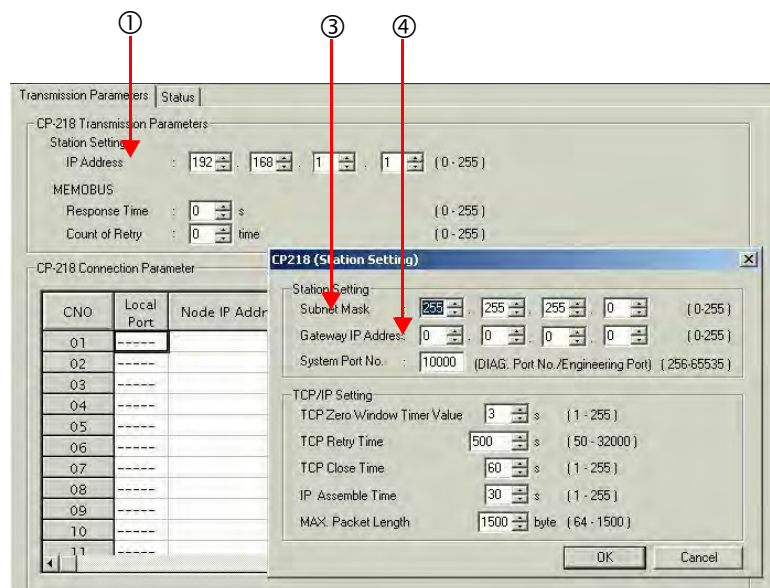 ① ③ ④
Transmission Parameters Status
CP-218 Transmission Parameters
Station Setting
IP Address : 192 . 168 . 1 . 1 ( 0 - 255 )
MEMOBUS
Response Time : 0 s ( 0 - 255 )
Count of Retry : 0 time ( 0 - 255 )
CP-218 Connection Parameter
CNO Local Port Node IP Addr
01 -----
02 -----
03 -----
04 -----
05 -----
06 -----
07 -----
08 -----
09 -----
10 -----
11 -----
CP218 (Station Setting)
Station Setting
Subnet Mask : 255 . 255 . 255 . 0 ( 0-255 )
Gateway IP Addres: 0 . 0 . 0 . 0 ( 0-255 )
System Port No. : 10000 (DIAG. Port No./Engineering Port) ( 256-65535 )
TCP/IP Setting
TCP Zero Window Timer Value 3 s ( 1 - 255 )
TCP Retry Time 500 s ( 50 - 32000 )
TCP Close Time 60 s ( 1 - 255 )
IP Assemble Time 30 s ( 1 - 255 )
MAX. Packet Length 1500 byte ( 64 - 1500 )
OK Cancel